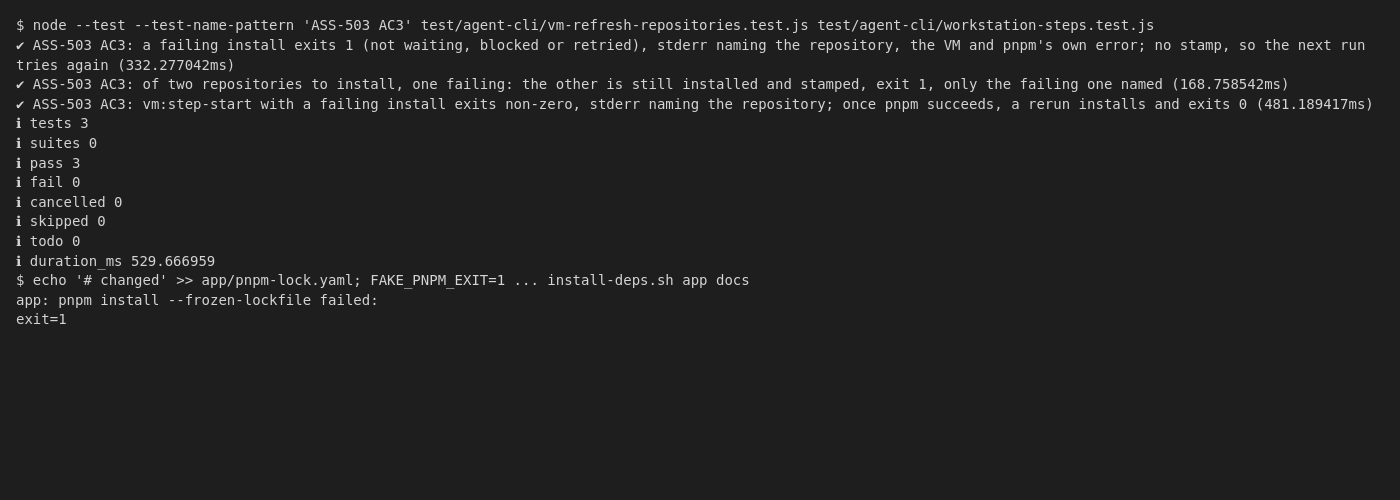 $ node --test --test-name-pattern 'ASS-503 AC3' test/agent-cli/vm-refresh-repositories.test.js test/agent-cli/workstation-steps.test.js
✔ ASS-503 AC3: a failing install exits 1 (not waiting, blocked or retried), stderr naming the repository, the VM and pnpm's own error; no stamp, so the next run
tries again (332.277042ms)
✔ ASS-503 AC3: of two repositories to install, one failing: the other is still installed and stamped, exit 1, only the failing one named (168.758542ms)
✔ ASS-503 AC3: vm:step-start with a failing install exits non-zero, stderr naming the repository; once pnpm succeeds, a rerun installs and exits 0 (481.189417ms)
ℹ tests 3
ℹ suites 0
ℹ pass 3
ℹ fail 0
ℹ cancelled 0
ℹ skipped 0
ℹ todo 0
ℹ duration_ms 529.666959
$ echo '# changed' >> app/pnpm-lock.yaml; FAKE_PNPM_EXIT=1 ... install-deps.sh app docs
app: pnpm install --frozen-lockfile failed:
exit=1